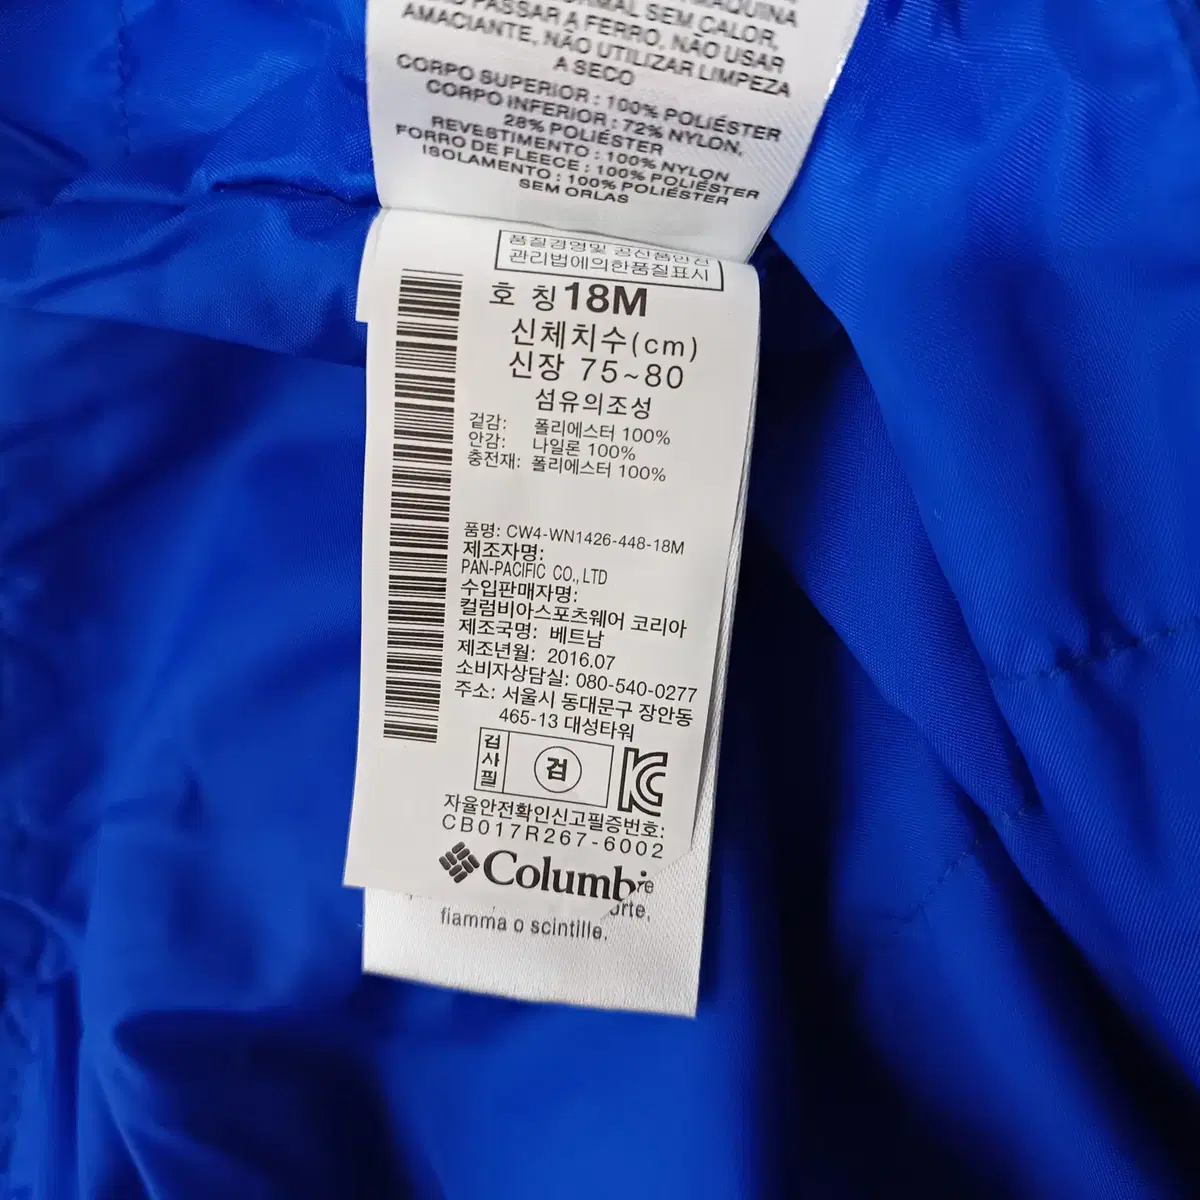 MÁQUINA
NORMAL SEM CALOR,
PASSAR A FERRO, NÃO USAR
AMACIANTE, NÃO UTILIZAR LIMPEZA
A SECO
CORPO SUPERIOR : 100% POLIÉSTER
CORPO INFERIOR : 72% NYLON,
28% POLIÉSTER
REVESTIMENTO : 100% NYLON
FORRO DE FLEECE : 100% POLIÉSTER
ISOLAMENTO : 100% POLIÉSTER
SEM ORLAS
품질경영및 공산품안전
관리법에의한품질표시
호 칭 18M
신체치수(cm)
신장 75~80
섬유의조성
겉감: 폴리에스터 100%
안감: 나일론 100%
충전재: 폴리에스터 100%
품명: CW4-WN1426-448-18M
제조자명:
PAN-PACIFIC CO., LTD
수입판매자명:
컬럼비아스포츠웨어 코리아
제조국명: 베트남
제조년월: 2016.07
소비자상담실: 080-540-0277
주소: 서울시 동대문구 장안동
465-13 대성타워
검사필 검
자율안전확인신고필증번호:
CB017R267-6002
Columbi
fiamma o scintille.